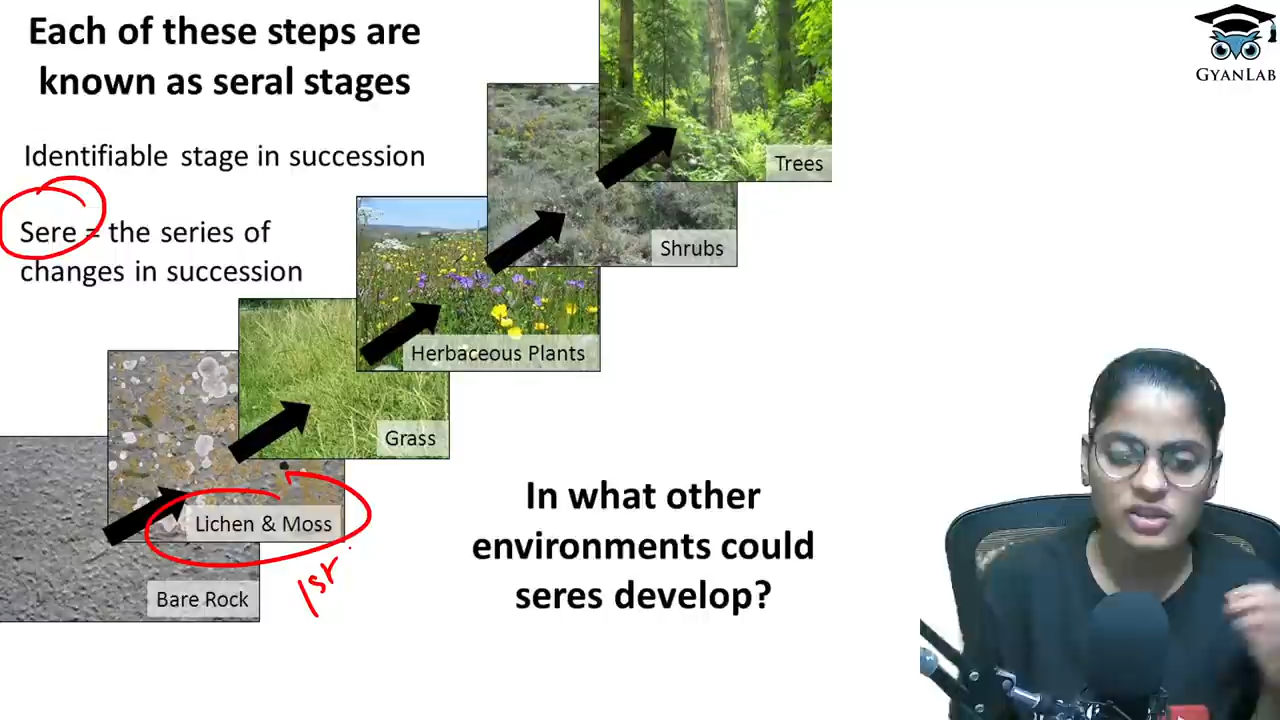 Each of these steps are
known as seral stages
GYANLAB
Identifiable stage in succession
Sere = the series of
changes in succession
Trees
Shrubs
Herbaceous Plants
Grass
Lichen & Moss
Bare Rock
In what other
environments could
seres develop?